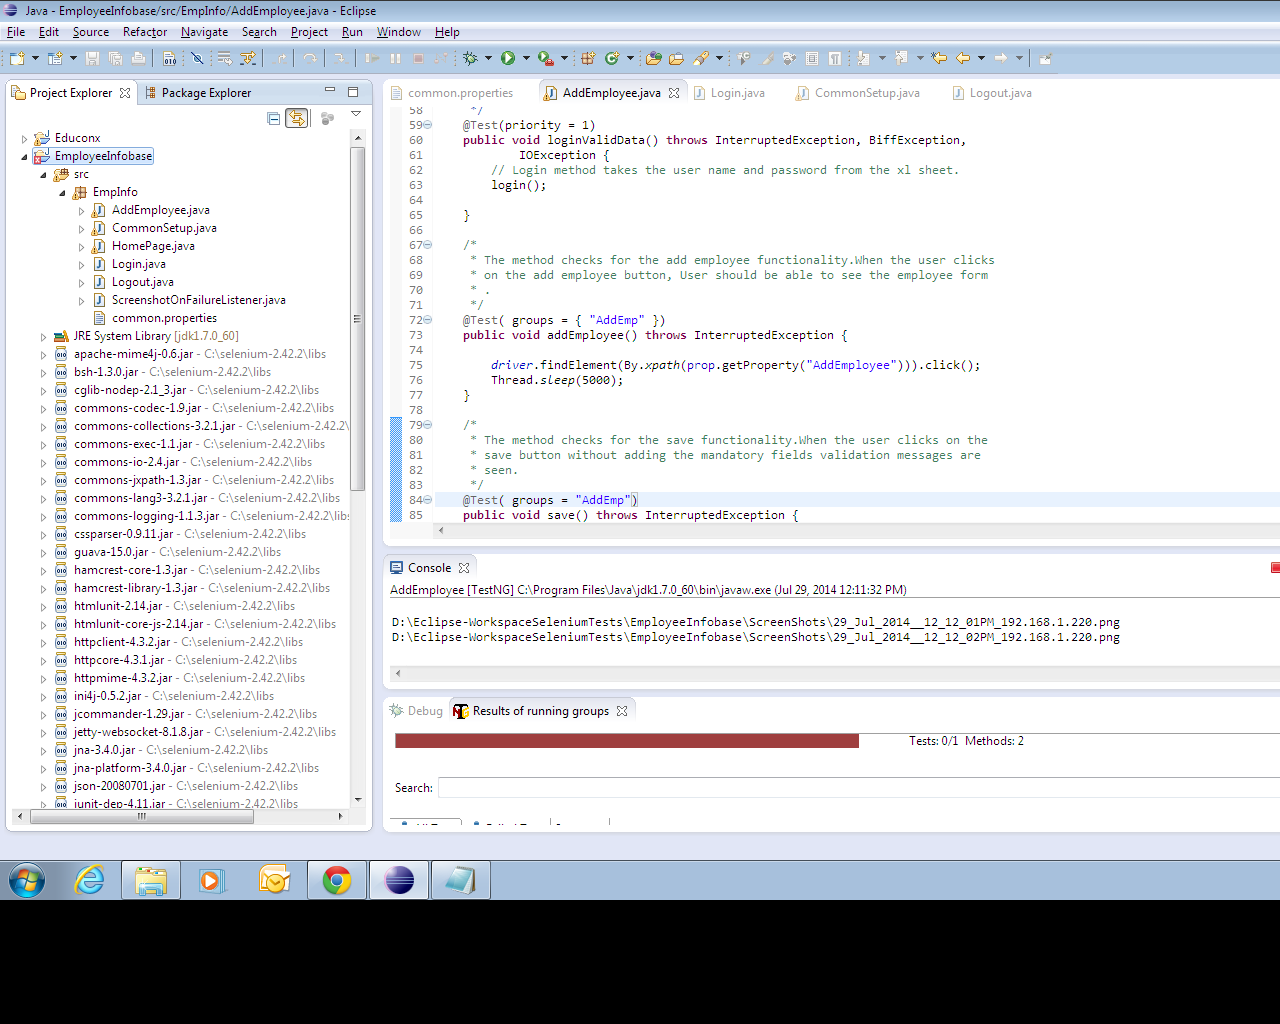 Java - EmployeeInfobase/src/EmpInfo/AddEmployee.java - Eclipse
File Edit Source Refactor Navigate Search Project Run Window Help
Project Explorer Package Explorer
Educonx
EmployeeInfobase
src
EmpInfo
AddEmployee.java
CommonSetup.java
HomePage.java
Login.java
Logout.java
ScreenshotOnFailureListener.java
common.properties
JRE System Library [jdk1.7.0_60]
apache-mime4j-0.6.jar - C:\selenium-2.42.2\libs
bsh-1.3.0.jar - C:\selenium-2.42.2\libs
cglib-nodep-2.1_3.jar - C:\selenium-2.42.2\libs
commons-codec-1.9.jar - C:\selenium-2.42.2\libs
commons-collections-3.2.1.jar - C:\selenium-2.42.2\
commons-exec-1.1.jar - C:\selenium-2.42.2\libs
commons-io-2.4.jar - C:\selenium-2.42.2\libs
commons-jxpath-1.3.jar - C:\selenium-2.42.2\libs
commons-lang3-3.2.1.jar - C:\selenium-2.42.2\libs
commons-logging-1.1.3.jar - C:\selenium-2.42.2\libs
cssparser-0.9.11.jar - C:\selenium-2.42.2\libs
guava-15.0.jar - C:\selenium-2.42.2\libs
hamcrest-core-1.3.jar - C:\selenium-2.42.2\libs
hamcrest-library-1.3.jar - C:\selenium-2.42.2\libs
htmlunit-2.14.jar - C:\selenium-2.42.2\libs
htmlunit-core-js-2.14.jar - C:\selenium-2.42.2\libs
httpclient-4.3.2.jar - C:\selenium-2.42.2\libs
httpcore-4.3.1.jar - C:\selenium-2.42.2\libs
httpmime-4.3.2.jar - C:\selenium-2.42.2\libs
ini4j-0.5.2.jar - C:\selenium-2.42.2\libs
jcommander-1.29.jar - C:\selenium-2.42.2\libs
jetty-websocket-8.1.8.jar - C:\selenium-2.42.2\libs
jna-3.4.0.jar - C:\selenium-2.42.2\libs
jna-platform-3.4.0.jar - C:\selenium-2.42.2\libs
json-20080701.jar - C:\selenium-2.42.2\libs
junit-dep-4.11.jar - C:\selenium-2.42.2\libs
common.properties AddEmployee.java Login.java CommonSetup.java Logout.java
58 */
59 @Test(priority = 1)
60 public void loginValidData() throws InterruptedException, BiffException,
61 IOException {
62 // Login method takes the user name and password from the xl sheet.
63 login();
64
65 }
66
67 /*
68 * The method checks for the add employee functionality.When the user clicks
69 * on the add employee button, User should be able to see the employee form
70 * .
71 */
72 @Test( groups = { "AddEmp" })
73 public void addEmployee() throws InterruptedException {
74
75 driver.findElement(By.xpath(prop.getProperty("AddEmployee"))).click();
76 Thread.sleep(5000);
77 }
78
79 /*
80 * The method checks for the save functionality.When the user clicks on the
81 * save button without adding the mandatory fields validation messages are
82 * seen.
83 */
84 @Test( groups = "AddEmp")
85 public void save() throws InterruptedException {
Console
AddEmployee [TestNG] C:\Program Files\Java\jdk1.7.0_60\bin\javaw.exe (Jul 29, 2014 12:11:32 PM)
D:\Eclipse-WorkspaceSeleniumTests\EmployeeInfobase\ScreenShots\29_Jul_2014__12_12_01PM_192.168.1.220.png
D:\Eclipse-WorkspaceSeleniumTests\EmployeeInfobase\ScreenShots\29_Jul_2014__12_12_02PM_192.168.1.220.png
Debug Results of running groups
Tests: 0/1 Methods: 2
Search: